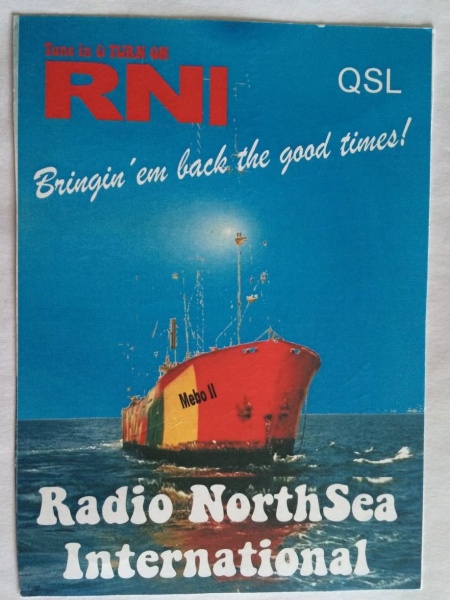 Tune in & TURN ON
RNI
QSL
Bringin´em back the good times!
Mebo II
Radio NorthSea
International